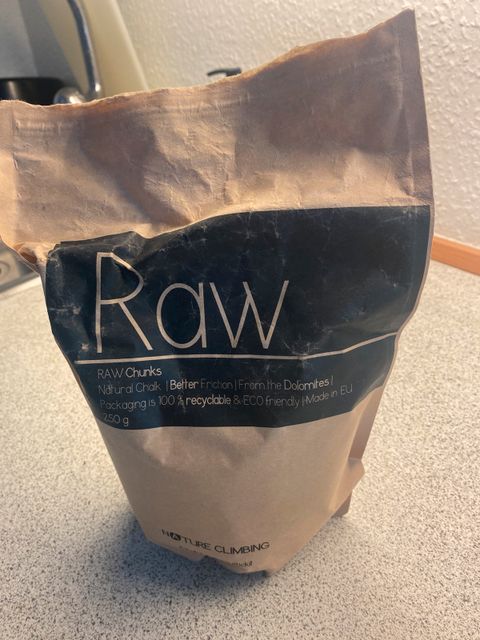 Raw
RAW Chunks
Natural Chalk | Better Friction | From the Dolomites |
Packaging is 100 % recyclable & ECO friendly | Made in EU
250 g
NATURE CLIMBING